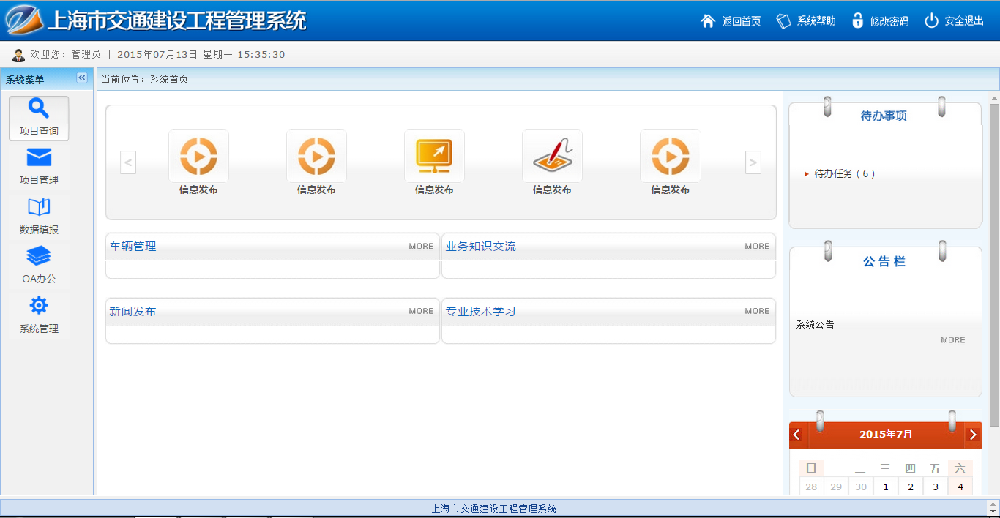 上海市交通建设工程管理系统
返回首页 系统帮助 修改密码 安全退出
欢迎您：管理员 | 2015年07月13日 星期一 15:35:30
系统菜单 «
当前位置：系统首页
项目查询
项目管理
数据填报
OA办公
系统管理
< >
信息发布 信息发布 信息发布 信息发布 信息发布
车辆管理 MORE
业务知识交流 MORE
新闻发布 MORE
专业技术学习 MORE
待办事项
待办任务 ( 6 )
公 告 栏
系统公告
MORE
2015年7月
日 一 二 三 四 五 六
28 29 30 1 2 3 4
上海市交通建设工程管理系统